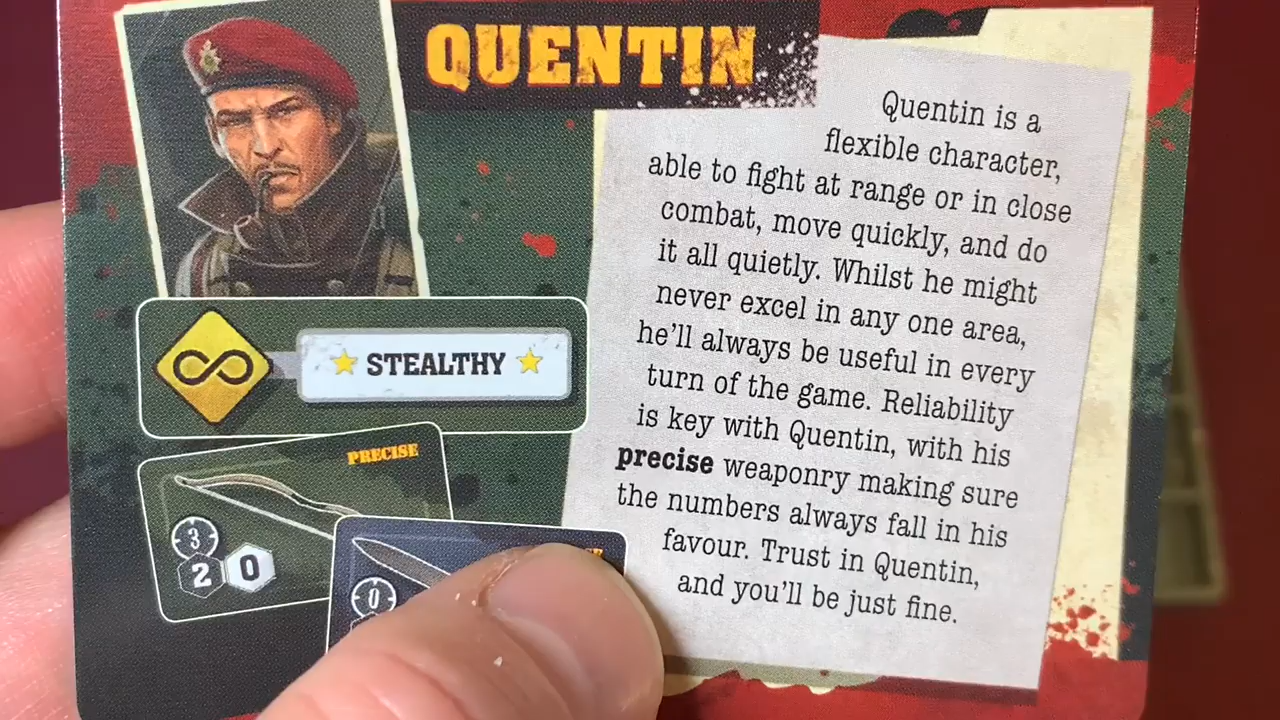 QUENTIN
Quentin is a
flexible character,
able to fight at range or in close
combat, move quickly, and do
it all quietly. Whilst he might
never excel in any one area,
he'll always be useful in every
turn of the game. Reliability
is key with Quentin, with his
precise weaponry making sure
the numbers always fall in his
favour. Trust in Quentin,
and you'll be just fine.
STEALTHY
PRECISE
3
2
0
0